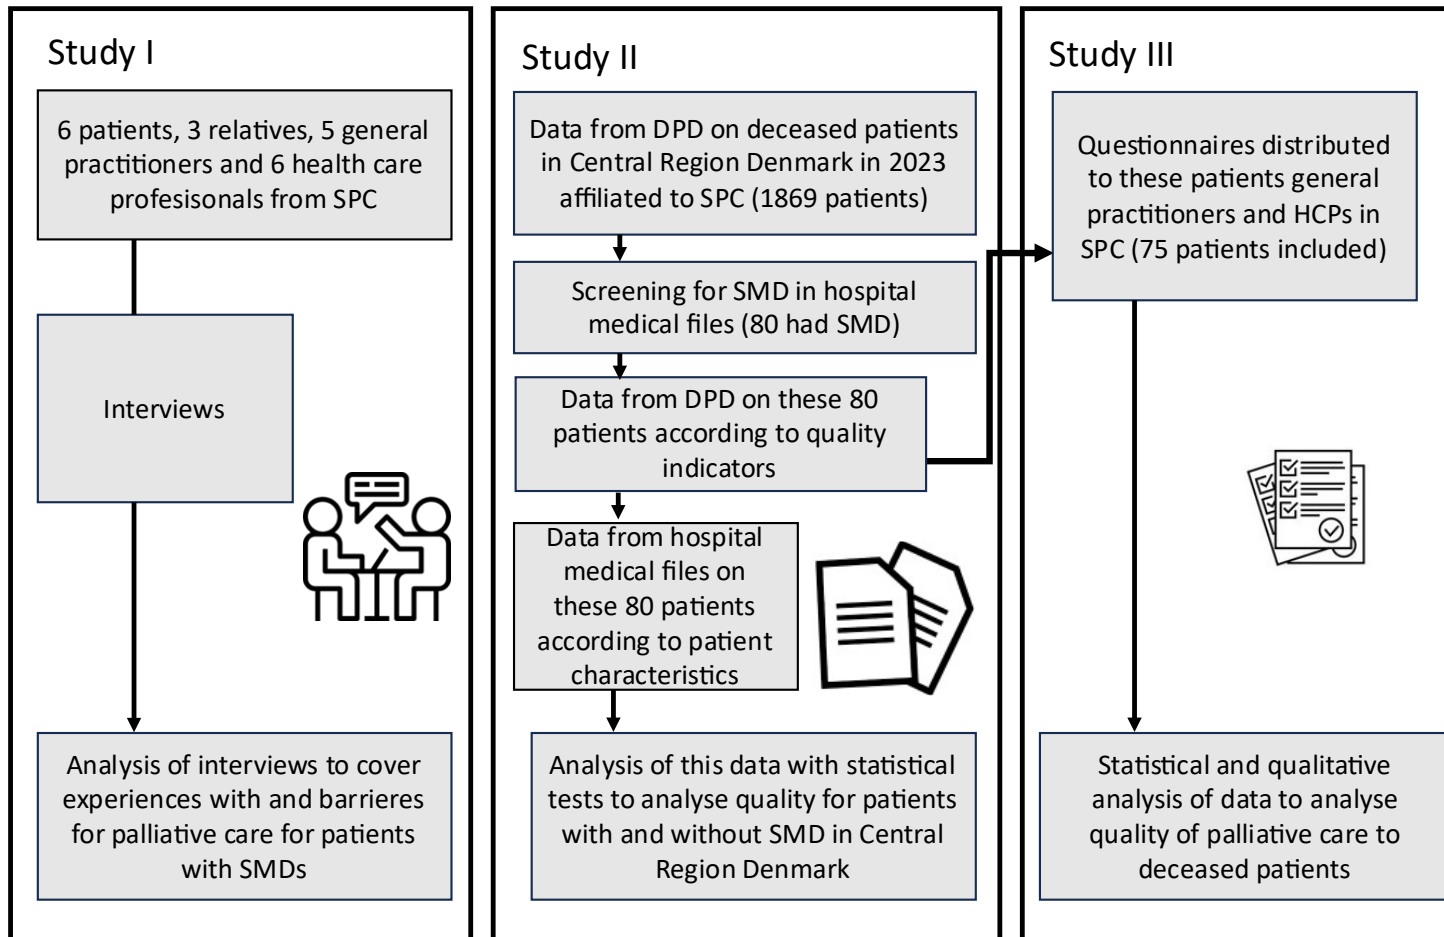 Study I
6 patients, 3 relatives, 5 general
practitioners and 6 health care
profesisonals from SPC
Interviews
Analysis of interviews to cover
experiences with and barrieres
for palliative care for patients
with SMDs
Study II
Data from DPD on deceased patients
in Central Region Denmark in 2023
affiliated to SPC (1869 patients)
Screening for SMD in hospital
medical files (80 had SMD)
Data from DPD on these 80
patients according to quality
indicators
Data from hospital
medical files on
these 80 patients
according to patient
characteristics
Analysis of this data with statistical
tests to analyse quality for patients
with and without SMD in Central
Region Denmark
Study III
Questionnaires distributed
to these patients general
practitioners and HCPs in
SPC (75 patients included)
Statistical and qualitative
analysis of data to analyse
quality of palliative care to
deceased patients